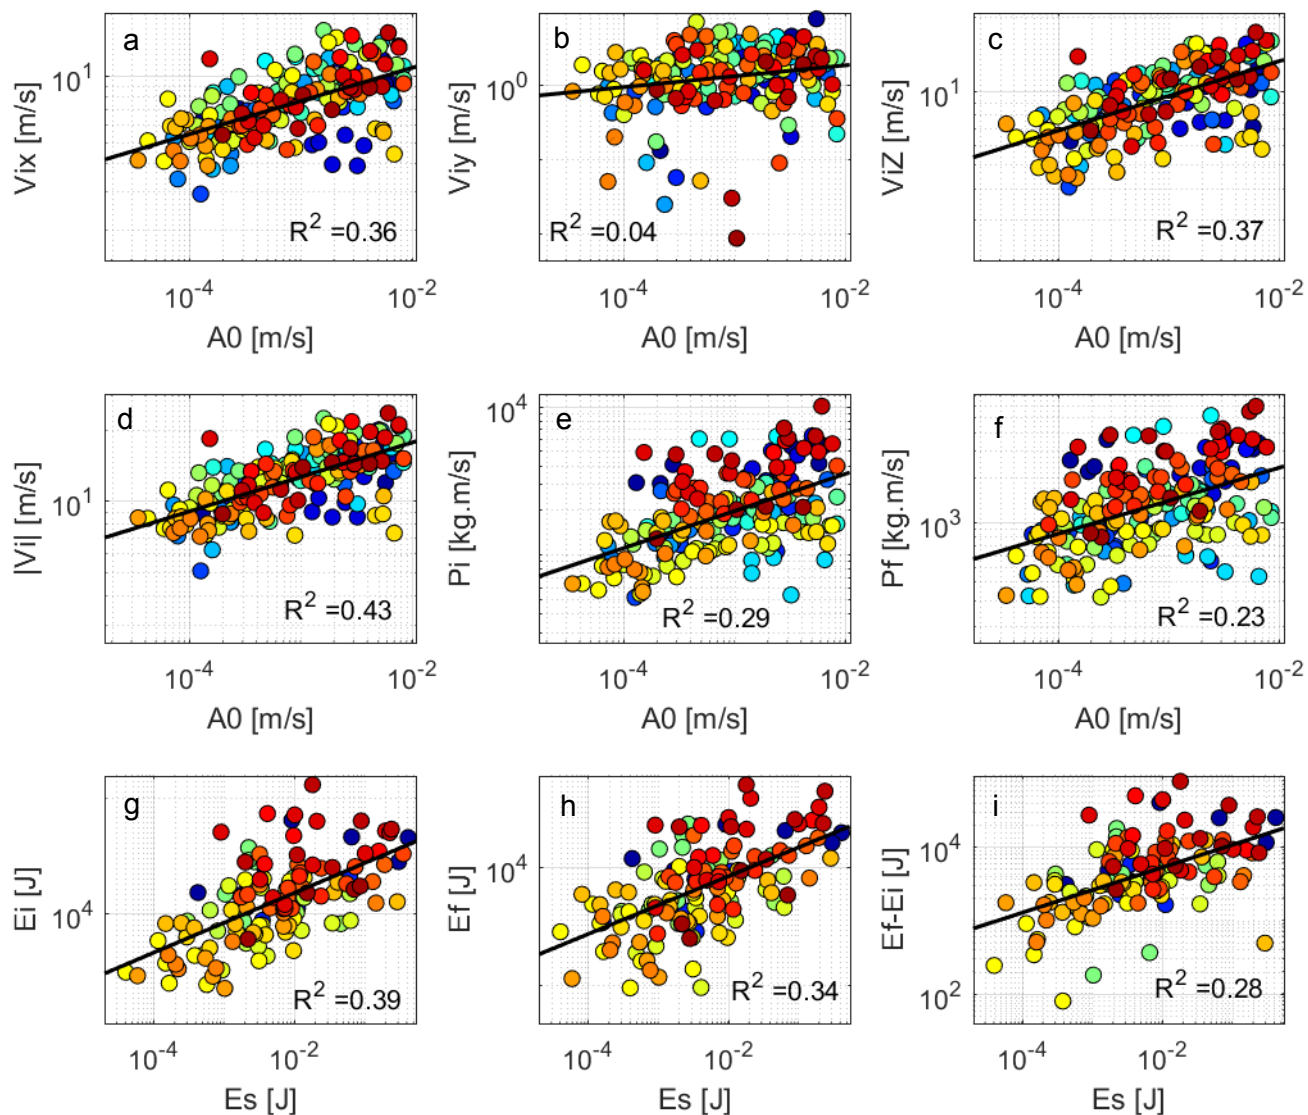 a
Vix [m/s]
10^1
R^2 =0.36
10^-4
10^-2
A0 [m/s]
b
Viy [m/s]
10^0
R^2 =0.04
10^-4
10^-2
A0 [m/s]
c
ViZ [m/s]
10^1
R^2 =0.37
10^-4
10^-2
A0 [m/s]
d
|Vi| [m/s]
10^1
R^2 =0.43
10^-4
10^-2
A0 [m/s]
e
Pi [kg.m/s]
10^4
R^2 =0.29
10^-4
10^-2
A0 [m/s]
f
Pf [kg.m/s]
10^3
R^2 =0.23
10^-4
10^-2
A0 [m/s]
g
Ei [J]
10^4
R^2 =0.39
10^-4
10^-2
Es [J]
h
Ef [J]
10^4
R^2 =0.34
10^-4
10^-2
Es [J]
i
Ef-Ei [J]
10^4
10^2
R^2 =0.28
10^-4
10^-2
Es [J]